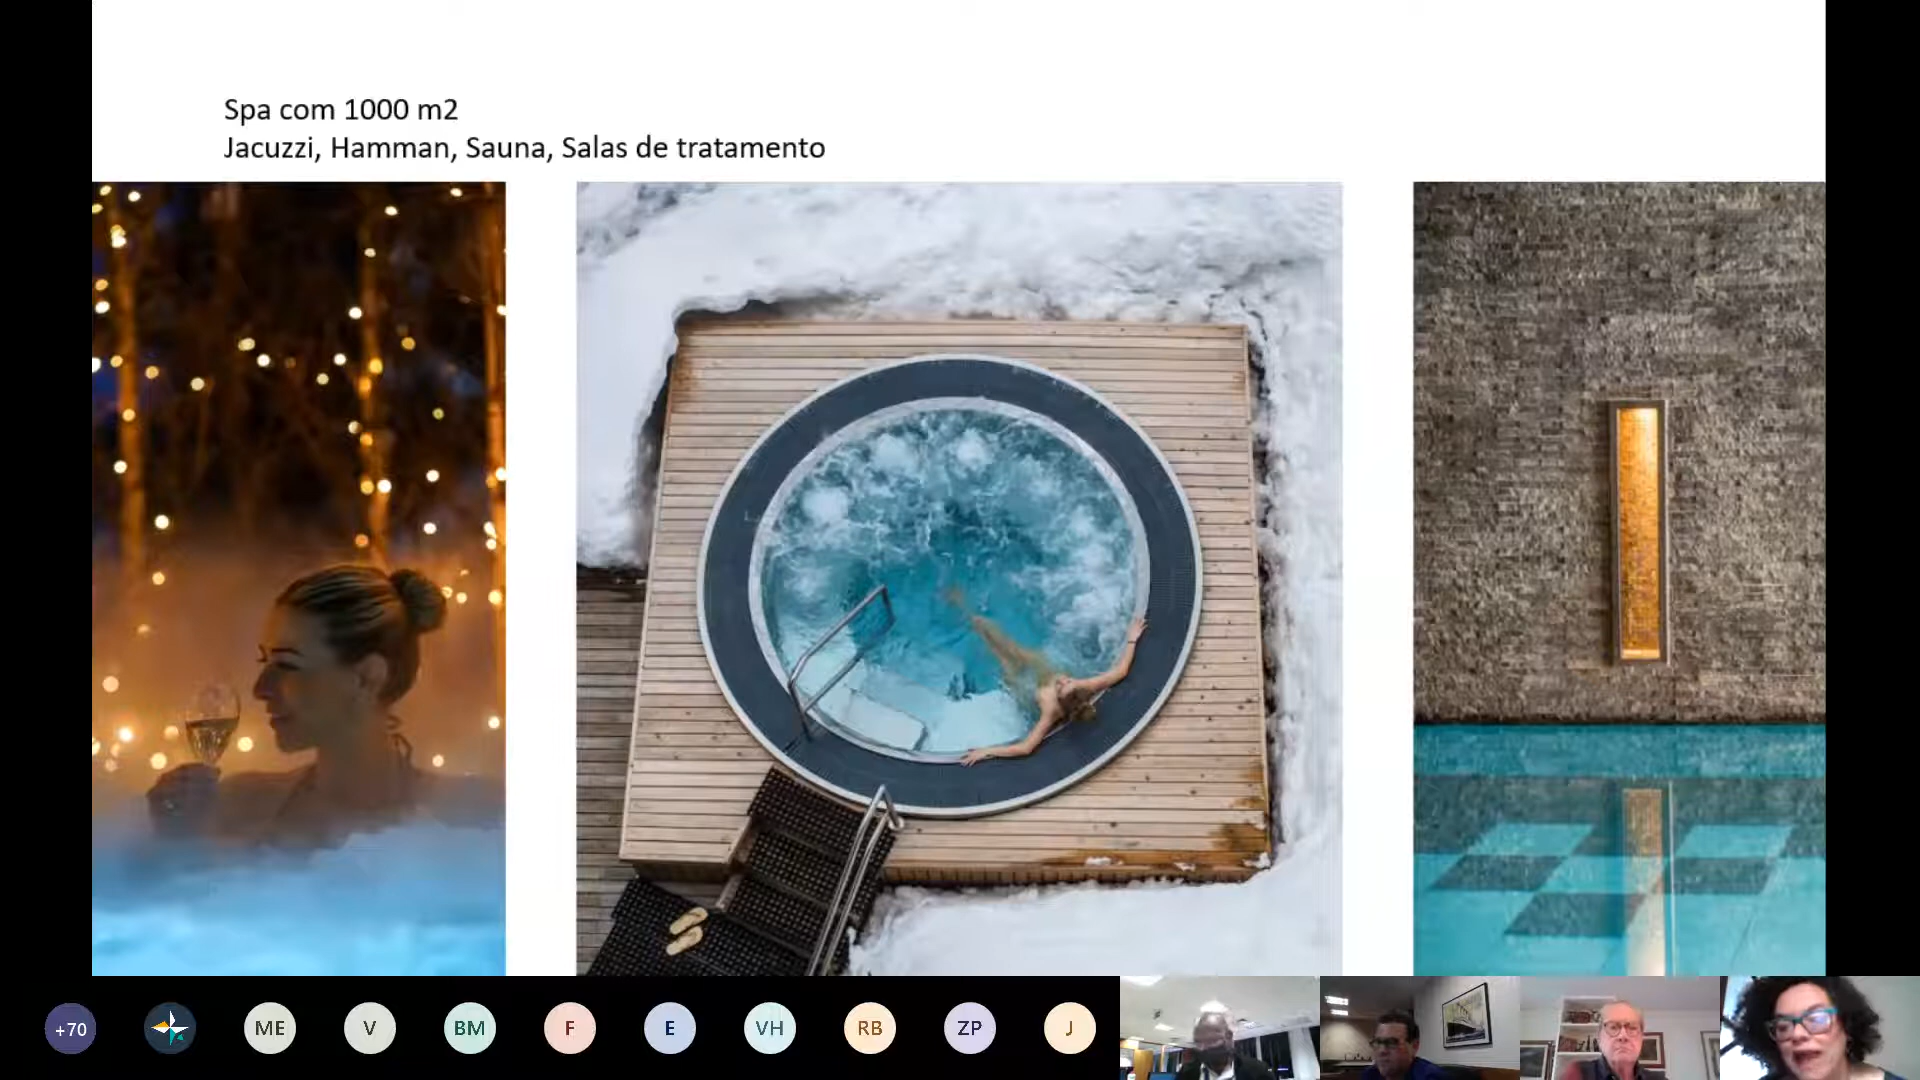 Spa com 1000 m2
Jacuzzi, Hamman, Sauna, Salas de tratamento
+70
ME
V
BM
F
E
VH
RB
ZP
J